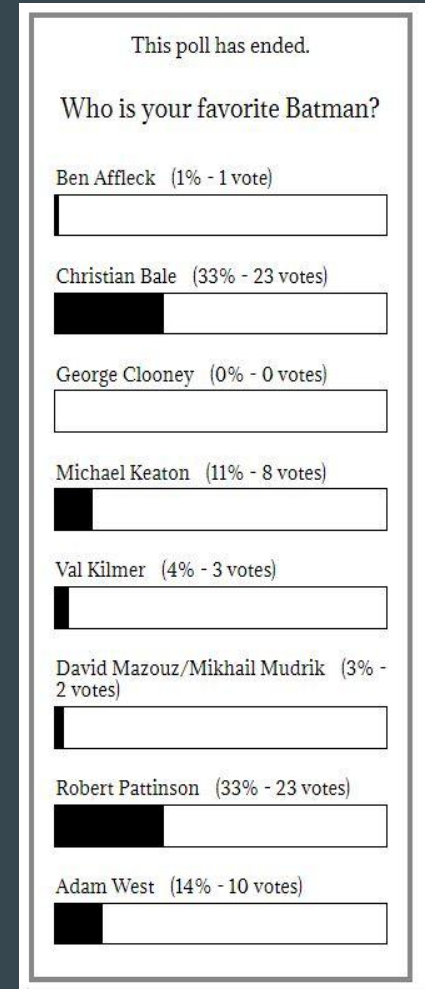 This poll has ended.
Who is your favorite Batman?
Ben Affleck (1% - 1 vote)
Christian Bale (33% - 23 votes)
George Clooney (0% - 0 votes)
Michael Keaton (11% - 8 votes)
Val Kilmer (4% - 3 votes)
David Mazouz/Mikhail Mudrik (3% -
2 votes)
Robert Pattinson (33% - 23 votes)
Adam West (14% - 10 votes)